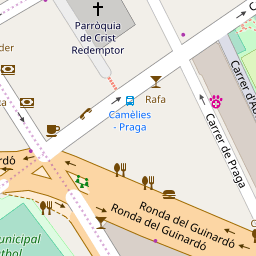 Parròquia
de Crist
Redemptor
Rafa
Camèlies
- Praga
Carrer de Praga
Ronda del Guinardó
Ronda del Guinardó